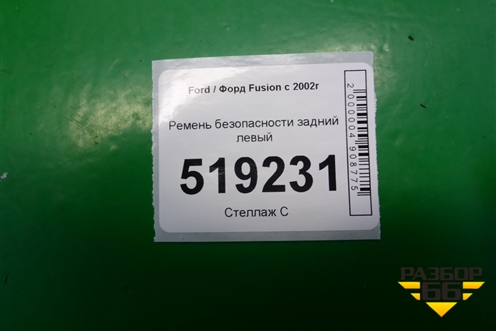 Ford / Форд Fusion с 2002г
Ремень безопасности задний
левый
519231
Стеллаж С
2000004908775
РАЗБОР
66